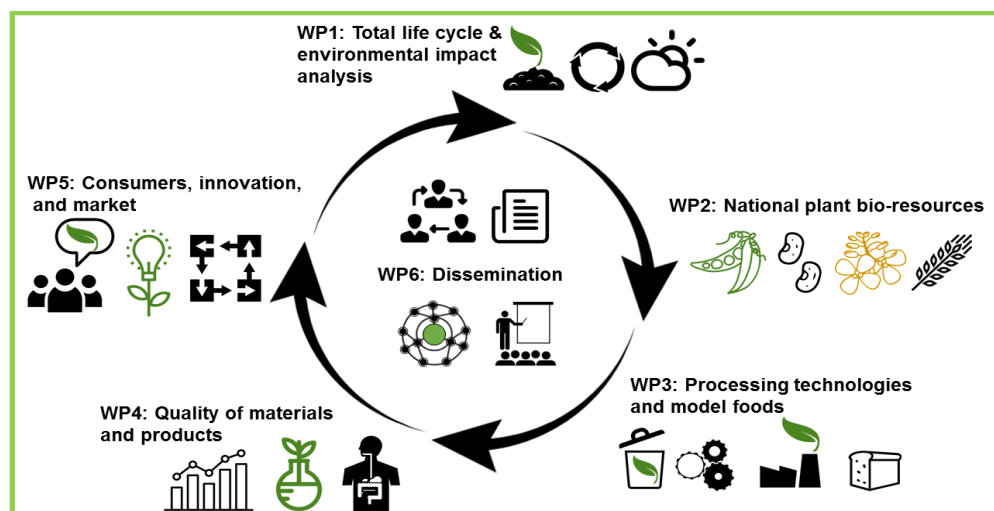 WP1: Total life cycle &
environmental impact
analysis
WP5: Consumers, innovation,
and market
WP2: National plant bio-resources
WP6: Dissemination
WP3: Processing technologies
and model foods
WP4: Quality of materials
and products